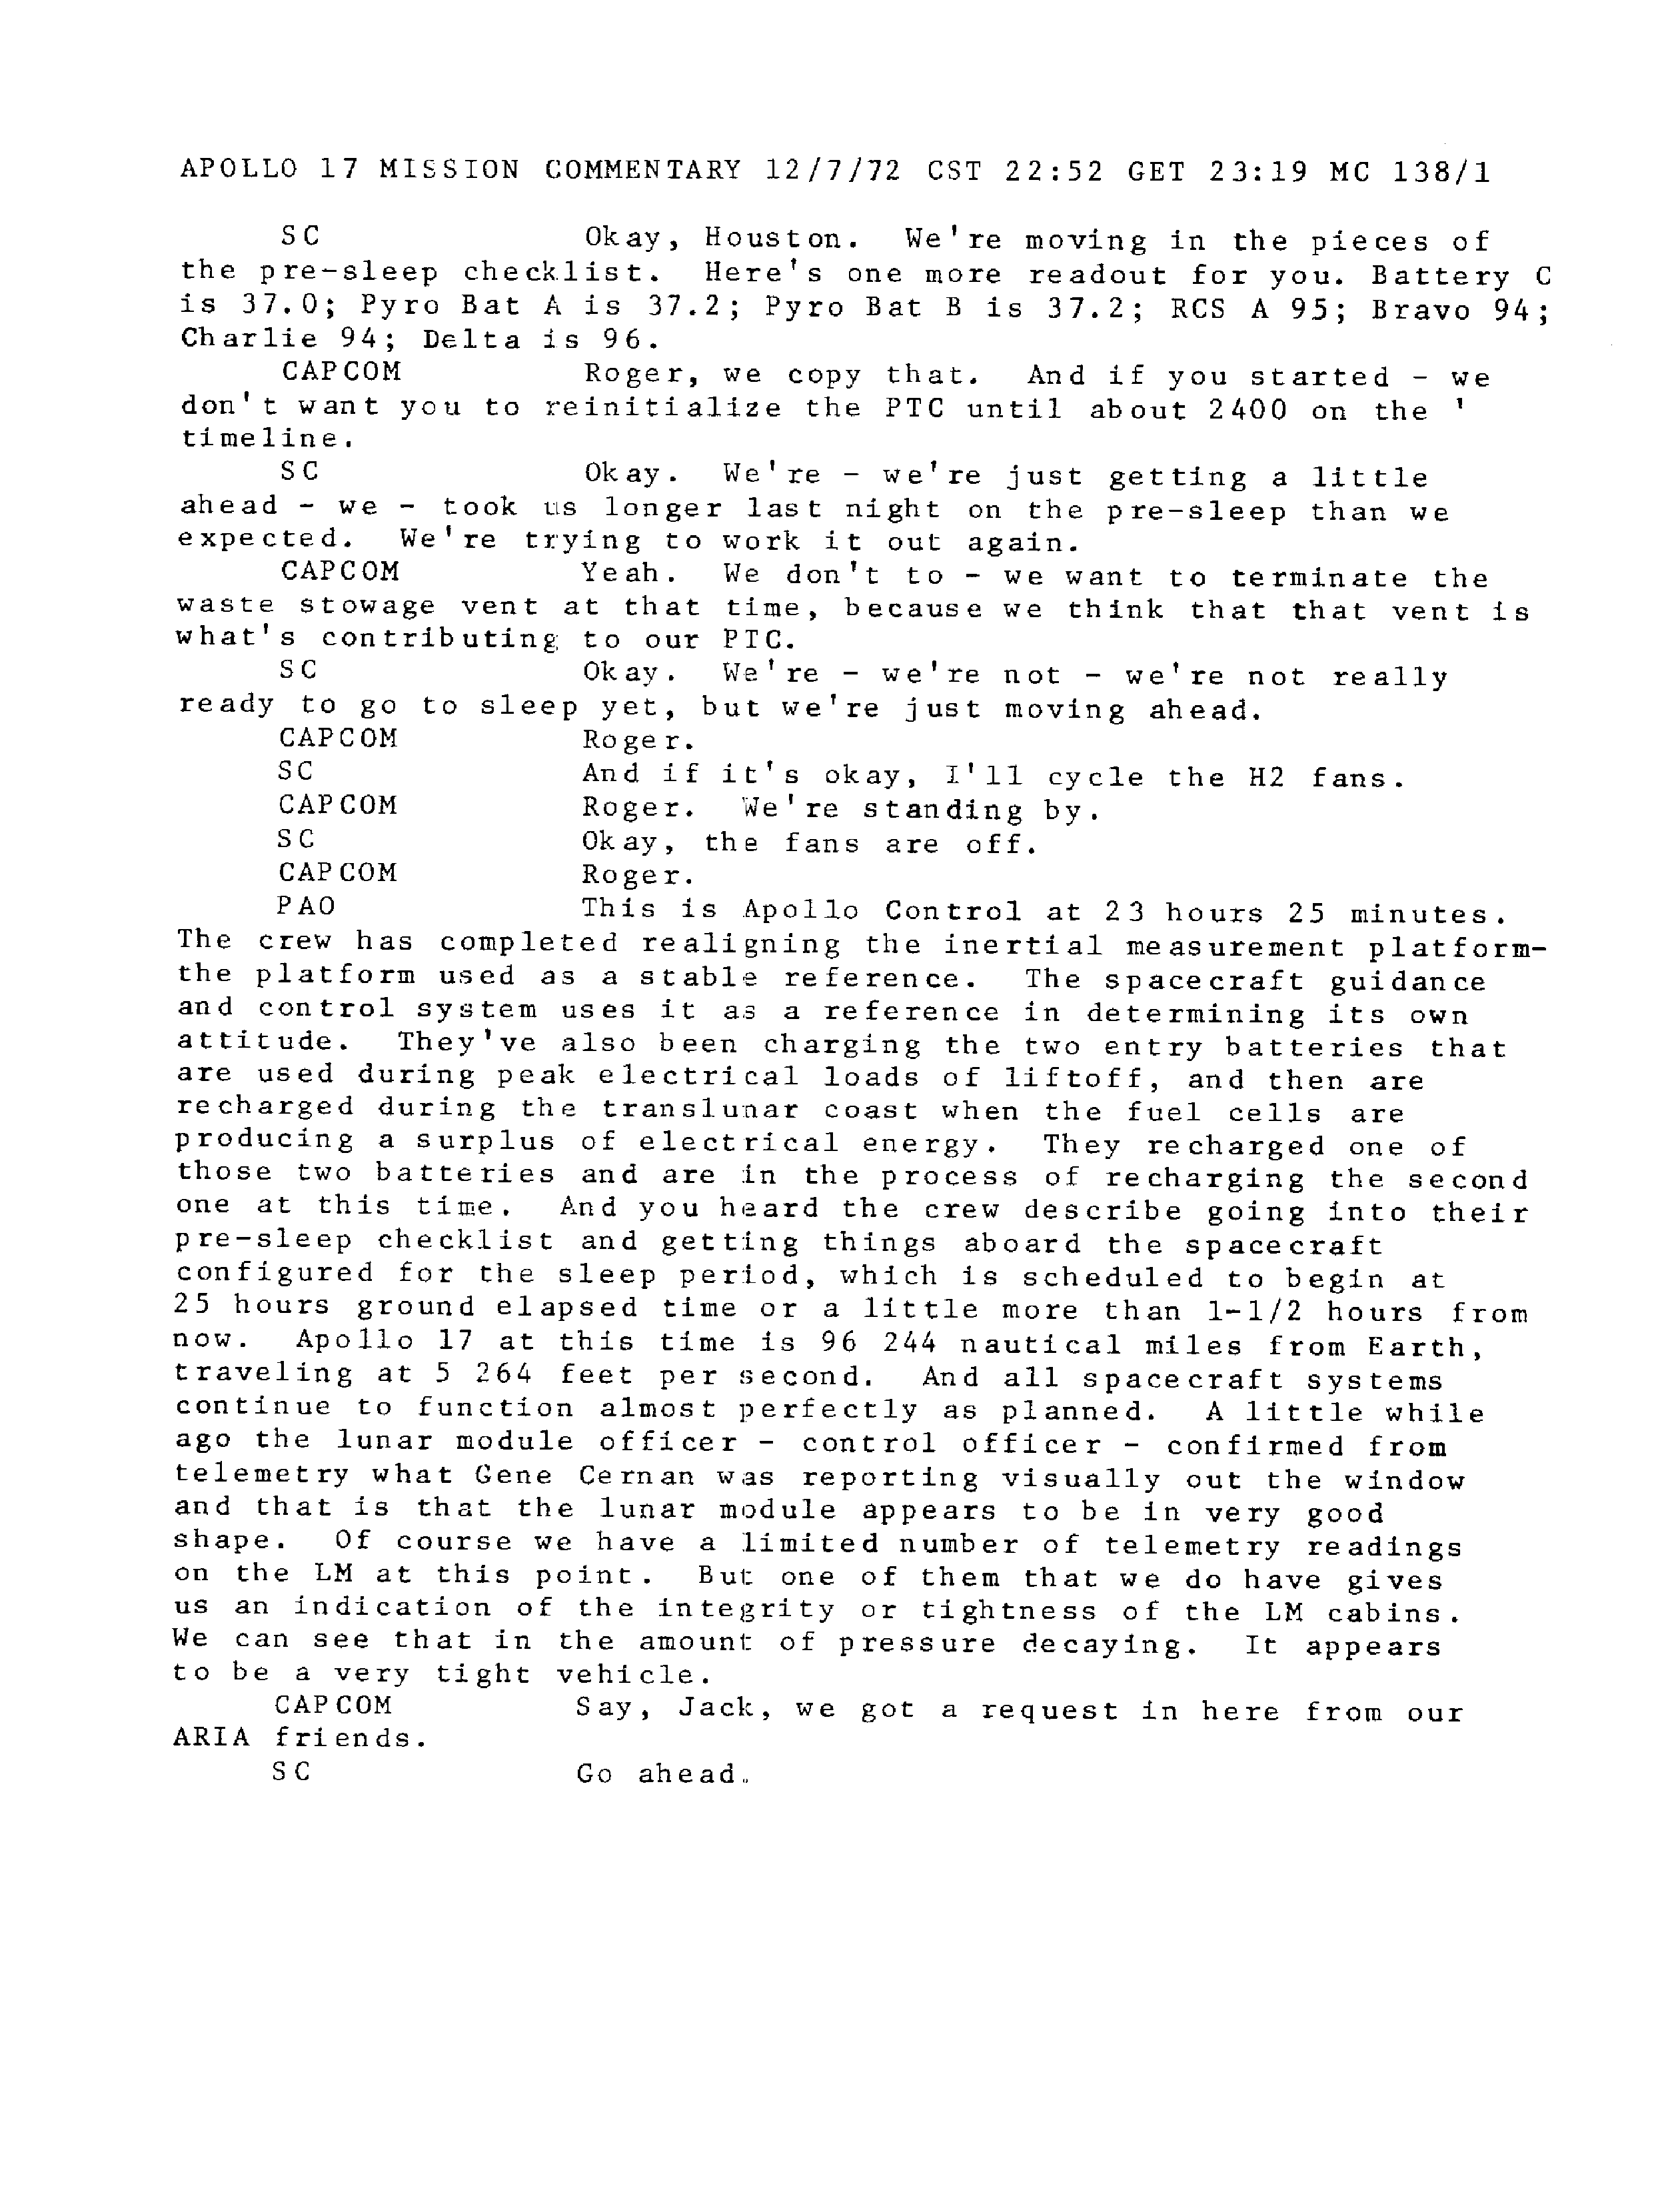 APOLLO 17 MISSION COMMENTARY 12/7/72 CST 22:52 GET 23:19 MC 138/1
SC Okay, Houston. We're moving in the pieces of
the pre-sleep checklist. Here's one more readout for you. Battery C
is 37.0; Pyro Bat A is 37.2; Pyro Bat B is 37.2; RCS A 95; Bravo 94;
Charlie 94; Delta is 96.
CAPCOM Roger, we copy that. And if you started - we
don't want you to reinitialize the PTC until about 2400 on the '
timeline.
SC Okay. We're - we're just getting a little
ahead - we - took us longer last night on the pre-sleep than we
expected. We're trying to work it out again.
CAPCOM Yeah. We don't to - we want to terminate the
waste stowage vent at that time, because we think that that vent is
what's contributing to our PTC.
SC Okay. We're - we're not - we're not really
ready to go to sleep yet, but we're just moving ahead.
CAPCOM Roger.
SC And if it's okay, I'll cycle the H2 fans.
CAPCOM Roger. We're standing by.
SC Okay, the fans are off.
CAPCOM Roger.
PAO This is Apollo Control at 23 hours 25 minutes.
The crew has completed realigning the inertial measurement platform-
the platform used as a stable reference. The spacecraft guidance
and control system uses it as a reference in determining its own
attitude. They've also been charging the two entry batteries that
are used during peak electrical loads of liftoff, and then are
recharged during the translunar coast when the fuel cells are
producing a surplus of electrical energy. They recharged one of
those two batteries and are in the process of recharging the second
one at this time. And you heard the crew describe going into their
pre-sleep checklist and getting things aboard the spacecraft
configured for the sleep period, which is scheduled to begin at
25 hours ground elapsed time or a little more than 1-1/2 hours from
now. Apollo 17 at this time is 96 244 nautical miles from Earth,
traveling at 5 264 feet per second. And all spacecraft systems
continue to function almost perfectly as planned. A little while
ago the lunar module officer - control officer - confirmed from
telemetry what Gene Cernan was reporting visually out the window
and that is that the lunar module appears to be in very good
shape. Of course we have a limited number of telemetry readings
on the LM at this point. But one of them that we do have gives
us an indication of the integrity or tightness of the LM cabins.
We can see that in the amount of pressure decaying. It appears
to be a very tight vehicle.
CAPCOM Say, Jack, we got a request in here from our
ARIA friends.
SC Go ahead.